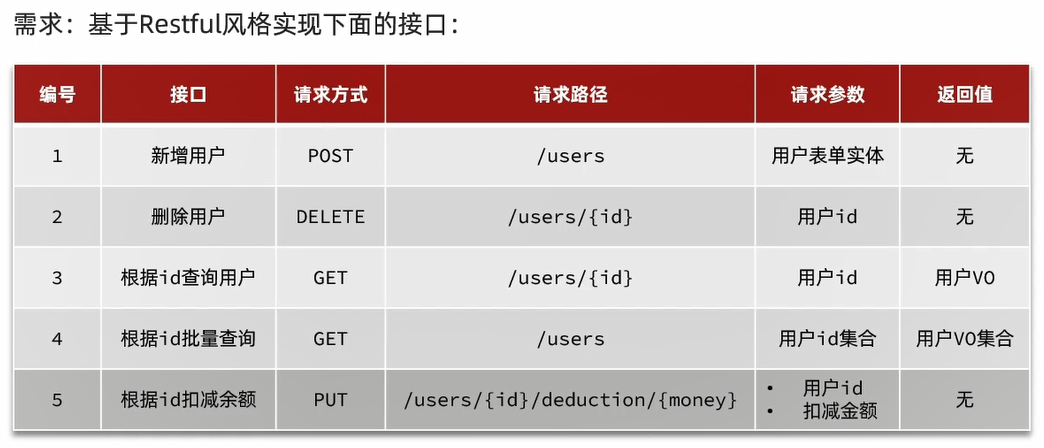 需求：基于Restful风格实现下面的接口：
编号 接口 请求方式 请求路径 请求参数 返回值
1 新增用户 POST /users 用户表单实体 无
2 删除用户 DELETE /users/{id} 用户id 无
3 根据id查询用户 GET /users/{id} 用户id 用户VO
4 根据id批量查询 GET /users 用户id集合 用户VO集合
5 根据id扣减余额 PUT /users/{id}/deduction/{money} • 用户id
• 扣减金额 无